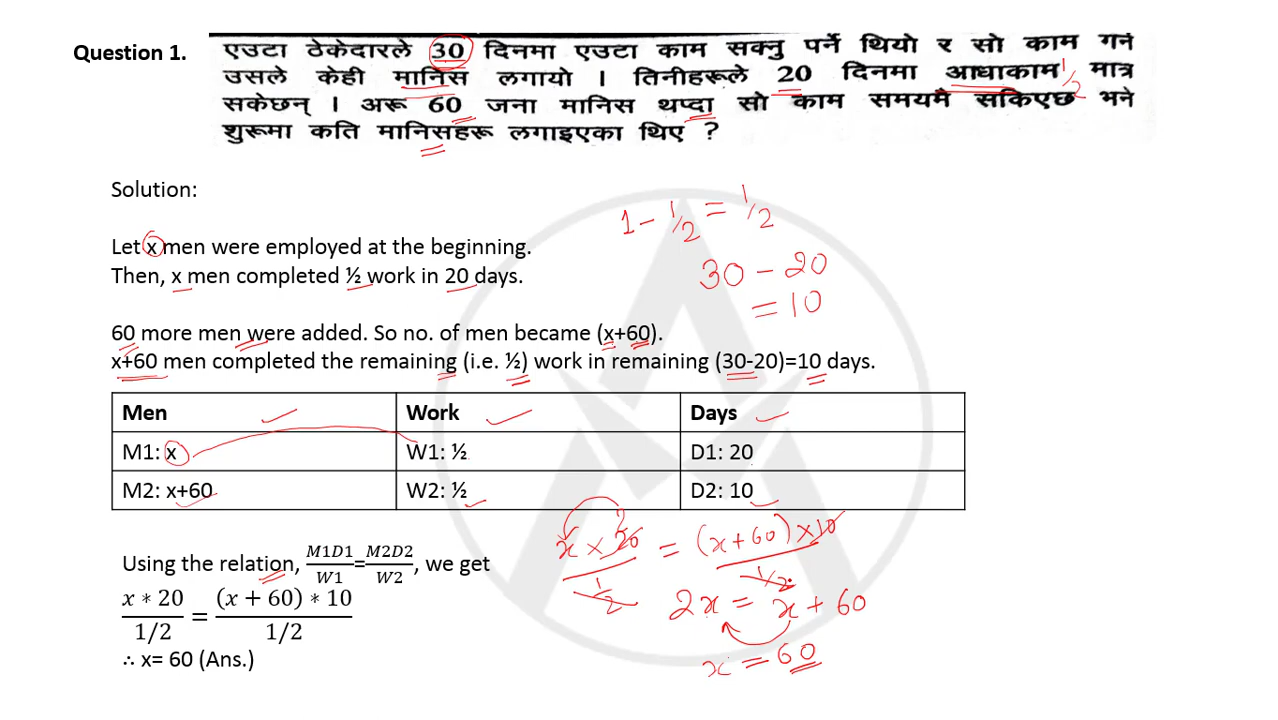 Question 1.
एउटा ठेकेदारले 30 दिनमा एउटा काम सक्नु पर्ने थियो र सो काम गर्न
उसले केही मानिस लगायो । तिनीहरूले 20 दिनमा आधाकाम 1/2 मात्र
सकेछन् । अरू 60 जना मानिस थप्दा सो काम समयमै सकिएछ भने
शुरूमा कति मानिसहरू लगाइएका थिए ?
Solution:
1 - 1/2 = 1/2
Let x men were employed at the beginning.
Then, x men completed ½ work in 20 days.
30 - 20
= 10
60 more men were added. So no. of men became (x+60).
x+60 men completed the remaining (i.e. ½) work in remaining (30-20)=10 days.
Men Work Days
M1: x W1: ½ D1: 20
M2: x+60 W2: ½ D2: 10
Using the relation, M1D1/W1=M2D2/W2, we get
x * 20/1/2 = (x + 60) * 10/1/2
∴ x= 60 (Ans.)
x × 20/1/2 = (x+60) × 10/1/2
2x = x + 60
x = 60